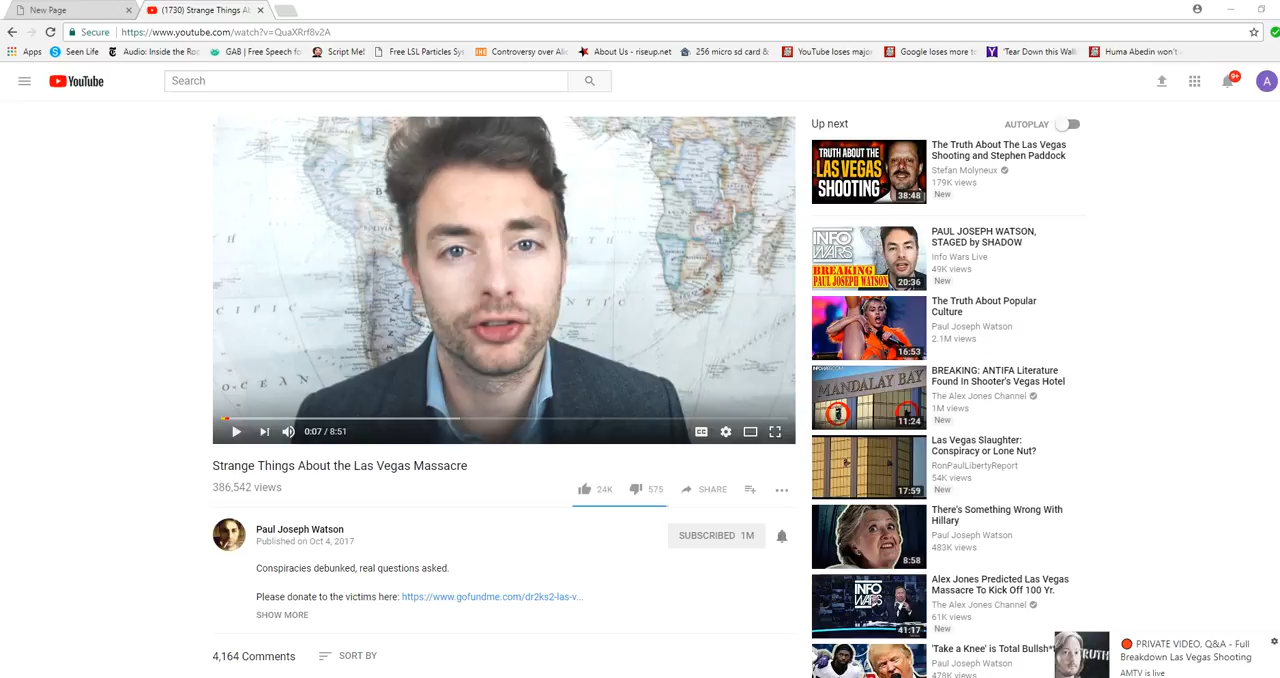 New Page
(1730) Strange Things Ab
Secure
https://www.youtube.com/watch?v=QuaXRrf8v2A
Apps
Seen Life
Audio: Inside the Roc
GAB | Free Speech fo
Script Me!
Free LSL Particles Sys
Controversy over Alic
About Us - riseup.net
256 micro sd card &
YouTube loses major
Google loses more to
'Tear Down this Wall
Huma Abedin won't
YouTube
Search
9+
A
OCEAN
0:07 / 8:51
CC
Strange Things About the Las Vegas Massacre
386,542 views
24K
575
SHARE
Paul Joseph Watson
Published on Oct 4, 2017
SUBSCRIBED 1M
Conspiracies debunked, real questions asked.
Please donate to the victims here: https://www.gofundme.com/dr2ks2-las-v...
SHOW MORE
4,164 Comments
SORT BY
Up next
AUTOPLAY
TRUTH ABOUT THE
LAS VEGAS
SHOOTING
38:48
The Truth About The Las Vegas
Shooting and Stephen Paddock
Stefan Molyneux
179K views
New
INFO
WARS
BREAKING
PAUL JOSEPH WATSON
20:36
PAUL JOSEPH WATSON,
STAGED by SHADOW
Info Wars Live
49K views
New
16:53
The Truth About Popular
Culture
Paul Joseph Watson
2.1M views
MANDALAY BAY
11:24
BREAKING: ANTIFA Literature
Found In Shooter's Vegas Hotel
The Alex Jones Channel
1M views
New
17:59
Las Vegas Slaughter:
Conspiracy or Lone Nut?
RonPaulLibertyReport
54K views
New
8:58
There's Something Wrong With
Hillary
Paul Joseph Watson
483K views
INFO
WARS
41:17
Alex Jones Predicted Las Vegas
Massacre To Kick Off 100 Yr.
The Alex Jones Channel
61K views
New
'Take a Knee' is Total Bullsh*
Paul Joseph Watson
478K views
TRUTH
PRIVATE VIDEO, Q&A - Full
Breakdown Las Vegas Shooting
AMTV is live